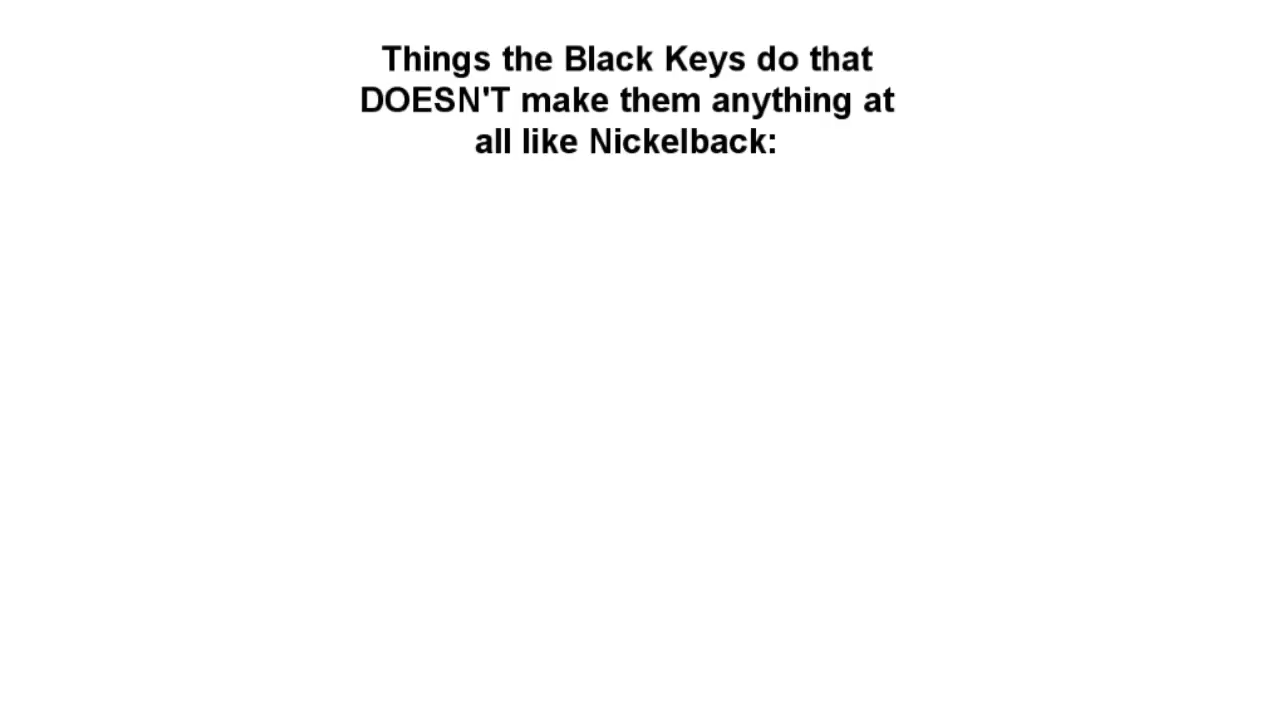 Things the Black Keys do that
DOESN'T make them anything at
all like Nickelback: